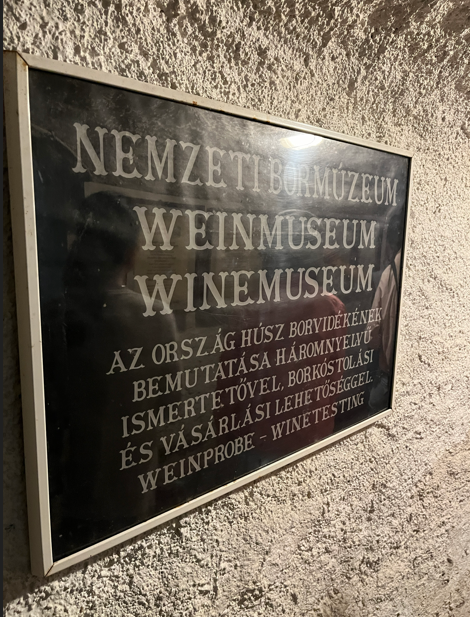 NEMZETI BORMÚZEUM
WEINMUSEUM
WINEMUSEUM
AZ ORSZÁG HÚSZ BORVIDÉKÉNEK
BEMUTATÁSA HÁROMNYELVŰ
ISMERTETŐVEL, BORKÓSTOLÁSI
ÉS VÁSÁRLÁSI LEHETŐSÉGGEL.
WEINPROBE – WINETESTING